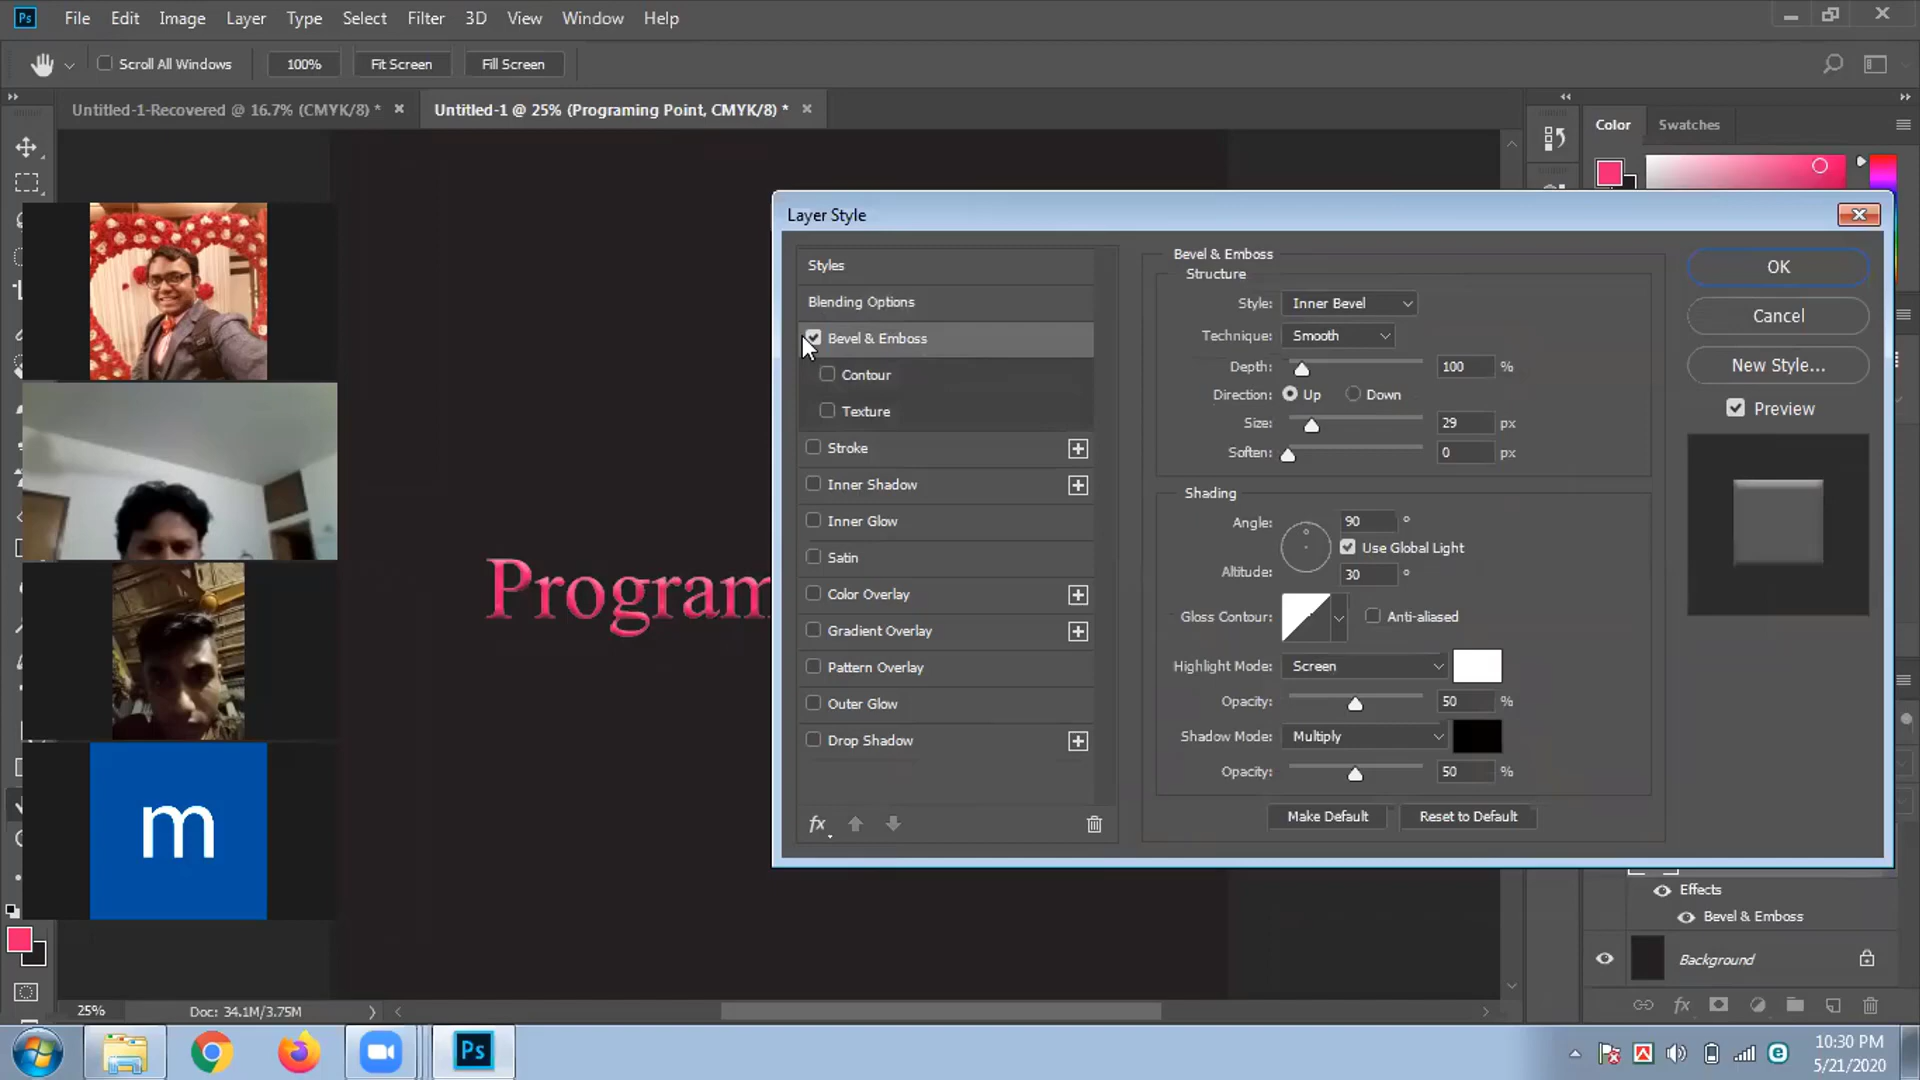 Ps File Edit Image Layer Type Select Filter 3D View Window Help
Scroll All Windows 100% Fit Screen Fill Screen
Untitled-1-Recovered @ 16.7% (CMYK/8) * × Untitled-1 @ 25% (Programing Point, CMYK/8) * ×
Color Swatches
Layer Style
Styles
Blending Options
Bevel & Emboss
Contour
Texture
Stroke
Inner Shadow
Inner Glow
Satin
Color Overlay
Gradient Overlay
Pattern Overlay
Outer Glow
Drop Shadow
fx
Bevel & Emboss
Structure
Style: Inner Bevel
Technique: Smooth
Depth: 100 %
Direction: Up Down
Size: 29 px
Soften: 0 px
Shading
Angle: 90 °
Use Global Light
Altitude: 30 °
Gloss Contour: Anti-aliased
Highlight Mode: Screen
Opacity: 50 %
Shadow Mode: Multiply
Opacity: 50 %
Make Default Reset to Default
OK
Cancel
New Style...
Preview
Program
m
Effects
Bevel & Emboss
Background
fx
25% Doc: 34.1M/3.75M
Ps
10:30 PM
5/21/2020